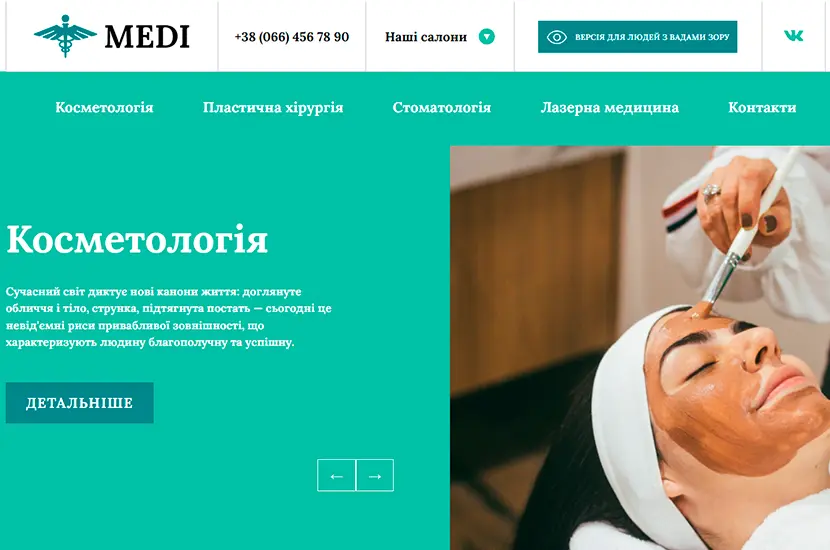 MEDI
+38 (066) 456 78 90
Наші салони
ВЕРСІЯ ДЛЯ ЛЮДЕЙ З ВАДАМИ ЗОРУ
Косметологія
Пластична хірургія
Стоматологія
Лазерна медицина
Контакти
Косметологія
Сучасний світ диктує нові канони життя: доглянуте
обличчя і тіло, струнка, підтягнута постать — сьогодні це
невід'ємні риси привабливої зовнішності, що
характеризують людину благополучну та успішну.
ДЕТАЛЬНІШЕ
← →